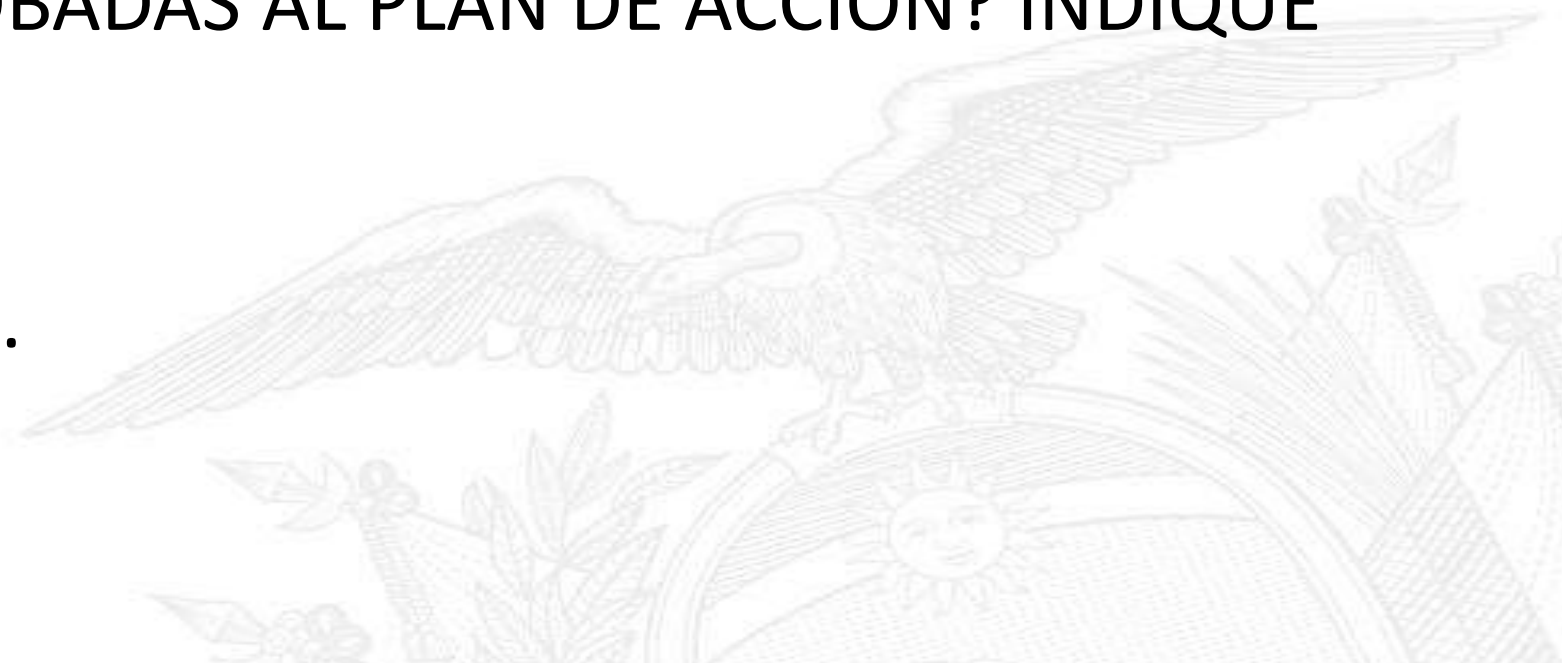 OBADAS AL PLAN DE ACCIÓN? INDIQUE
.